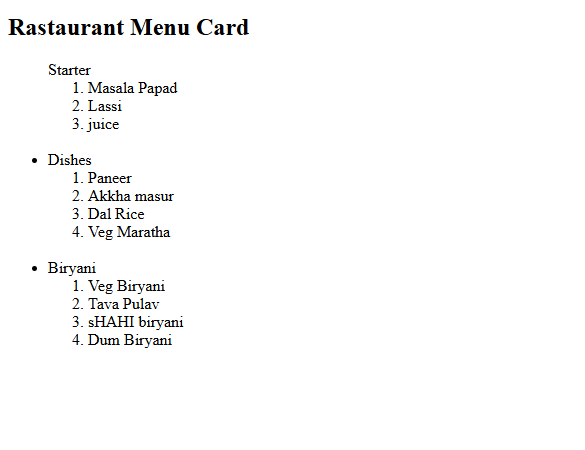 Rastaurant Menu Card
Starter
1. Masala Papad
2. Lassi
3. juice
• Dishes
1. Paneer
2. Akkha masur
3. Dal Rice
4. Veg Maratha
• Biryani
1. Veg Biryani
2. Tava Pulav
3. sHAHI biryani
4. Dum Biryani